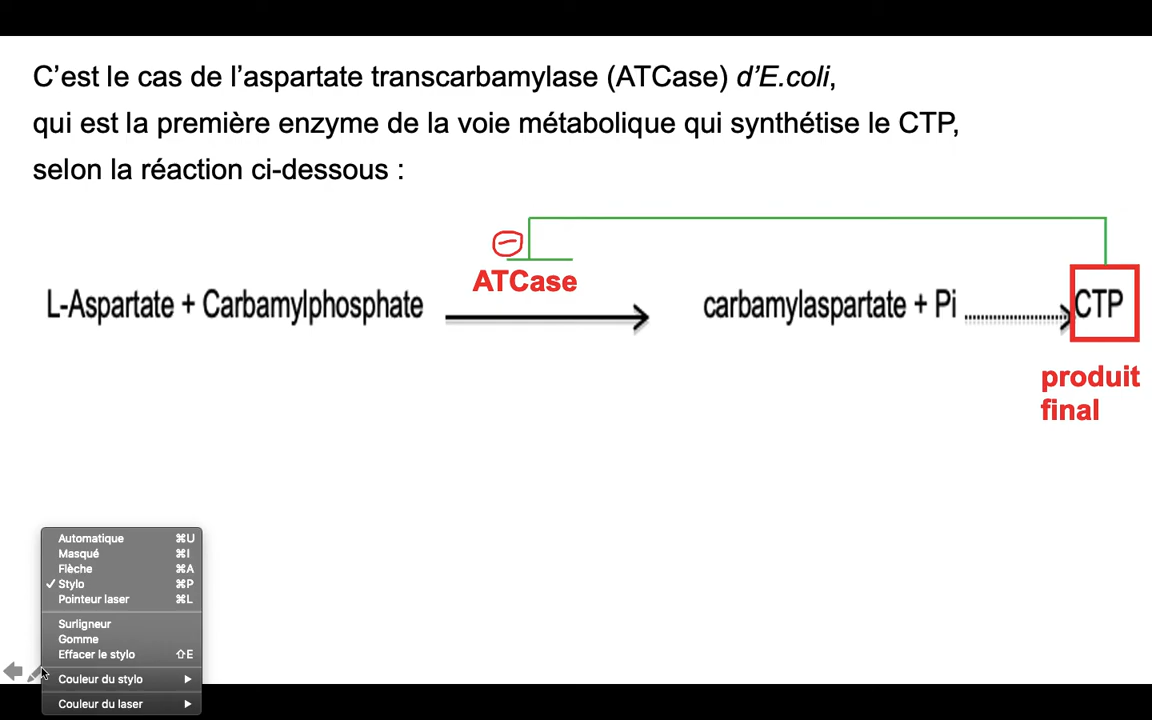 C’est le cas de l’aspartate transcarbamylase (ATCase) d’E.coli,
qui est la première enzyme de la voie métabolique qui synthétise le CTP,
selon la réaction ci-dessous :
ATCase
L-Aspartate + Carbamylphosphate
carbamylaspartate + Pi
CTP
produit
final
Automatique ⌘U
Masqué ⌘I
Flèche ⌘A
✓ Stylo ⌘P
Pointeur laser ⌘L
Surligneur
Gomme
Effacer le stylo ⇧E
Couleur du stylo
Couleur du laser